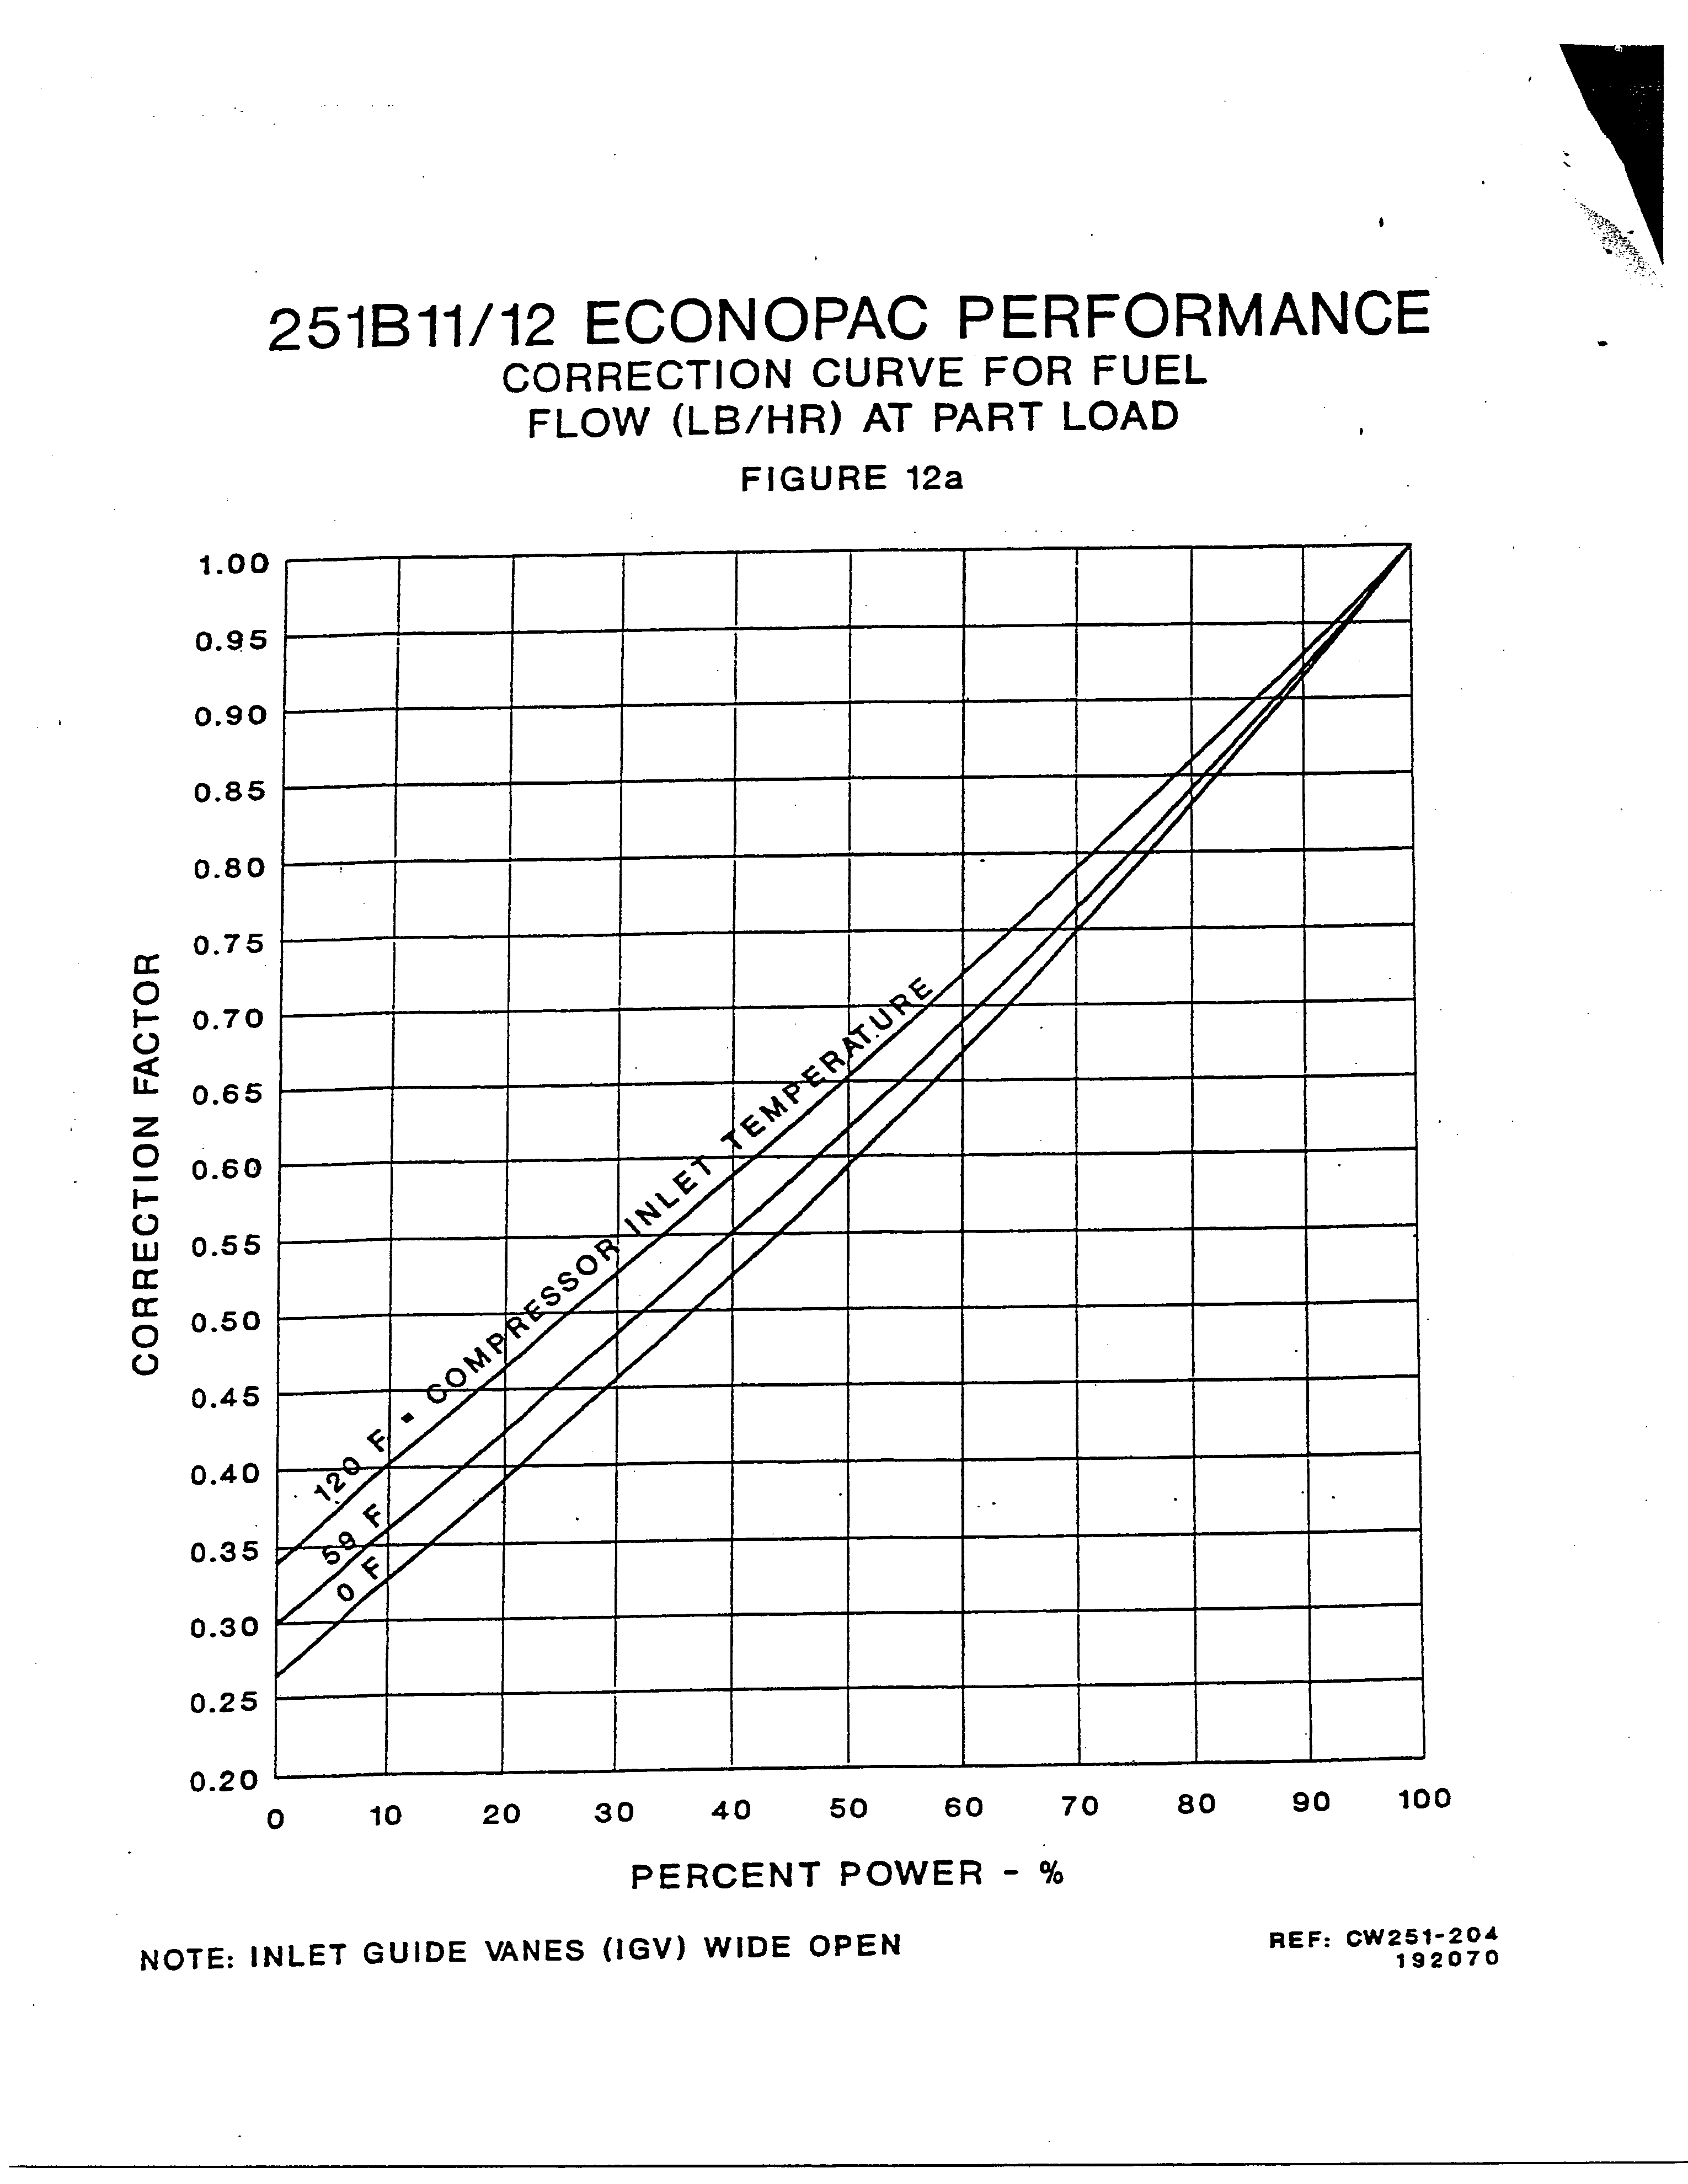 251B11/12 ECONOPAC PERFORMANCE
CORRECTION CURVE FOR FUEL
FLOW (LB/HR) AT PART LOAD
FIGURE 12a
1.00
0.95
0.90
0.85
0.80
0.75
0.70
0.65
0.60
0.55
0.50
0.45
0.40
0.35
0.30
0.25
0.20
CORRECTION FACTOR
120 F - COMPRESSOR INLET TEMPERATURE
59 F
0 F
0 10 20 30 40 50 60 70 80 90 100
PERCENT POWER - %
NOTE: INLET GUIDE VANES (IGV) WIDE OPEN
REF: CW251-204
192070